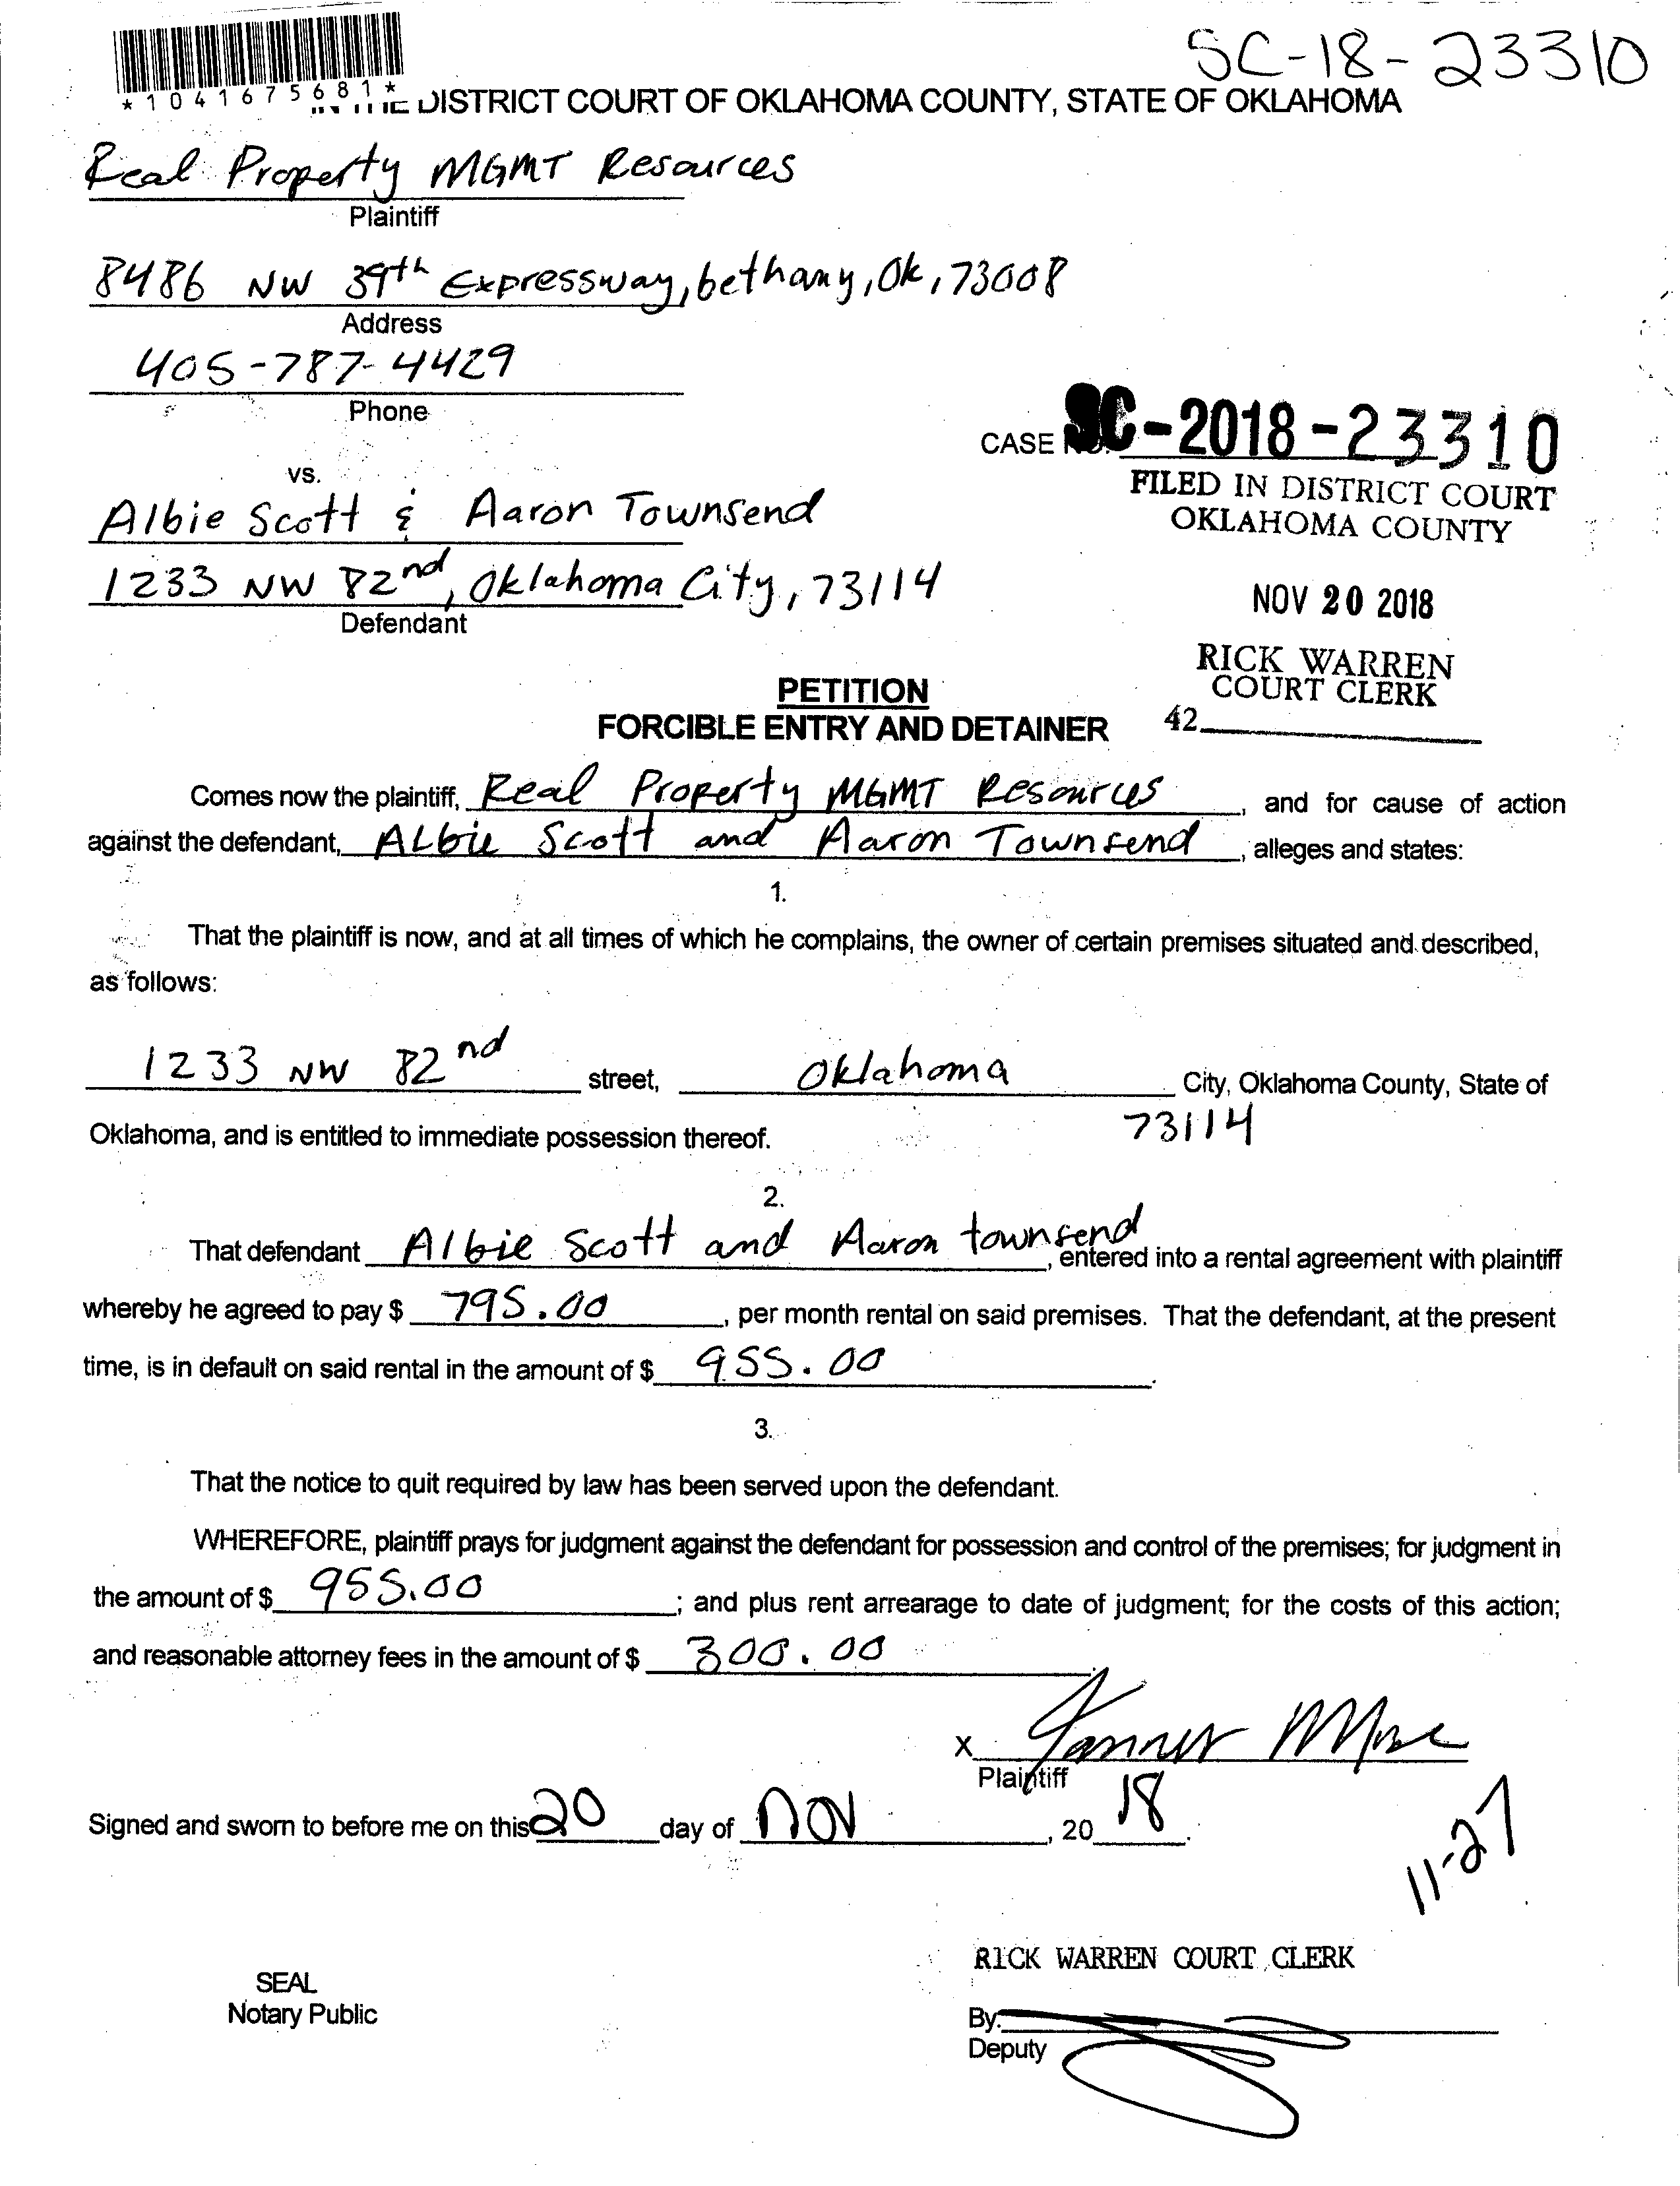 SC-18-23310
*1041675681*
IN THE DISTRICT COURT OF OKLAHOMA COUNTY, STATE OF OKLAHOMA
Real Property MGMT Resources
Plaintiff
8486 NW 39th Expressway, bethany, Ok, 73008
Address
405-787-4429
Phone
CASE NO. SC-2018-23310
FILED IN DISTRICT COURT
OKLAHOMA COUNTY
vs.
Albie Scott & Aaron Townsend
1233 NW 82nd, Oklahoma City, 73114
Defendant
NOV 20 2018
RICK WARREN
COURT CLERK
42
PETITION
FORCIBLE ENTRY AND DETAINER
Comes now the plaintiff, Real Property MGMT Resources, and for cause of action
against the defendant, ALbie Scott and Aaron Townsend, alleges and states:
1.
That the plaintiff is now, and at all times of which he complains, the owner of certain premises situated and described,
as follows:
1233 NW 82nd street, Oklahoma City, Oklahoma County, State of
73114
Oklahoma, and is entitled to immediate possession thereof.
2.
That defendant Albie Scott and Aaron townsend, entered into a rental agreement with plaintiff
whereby he agreed to pay $ 795.00, per month rental on said premises. That the defendant, at the present
time, is in default on said rental in the amount of $ 955.00.
3.
That the notice to quit required by law has been served upon the defendant.
WHEREFORE, plaintiff prays for judgment against the defendant for possession and control of the premises; for judgment in
the amount of $ 955.00; and plus rent arrearage to date of judgment; for the costs of this action;
and reasonable attorney fees in the amount of $ 300.00.
X Tanner
Plaintiff
Signed and sworn to before me on this 20 day of NOV, 20 18.
11-27
RICK WARREN COURT CLERK
SEAL
Notary Public
By:
Deputy